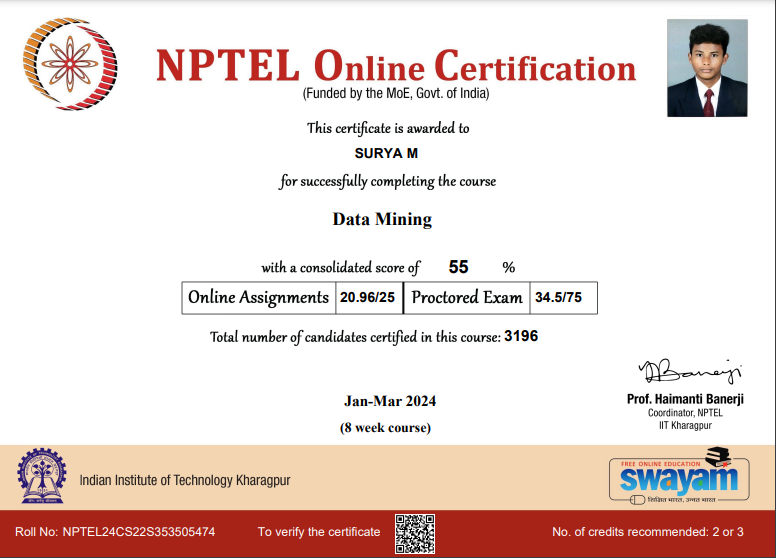 NPTEL Online Certification
(Funded by the MoE, Govt. of India)
This certificate is awarded to
SURYA M
for successfully completing the course
Data Mining
with a consolidated score of 55 %
Online Assignments 20.96/25 Proctored Exam 34.5/75
Total number of candidates certified in this course: 3196
Jan-Mar 2024
(8 week course)
Prof. Haimanti Banerji
Coordinator, NPTEL
IIT Kharagpur
Indian Institute of Technology Kharagpur
FREE ONLINE EDUCATION
swayam
शिक्षित भारत, उन्नत भारत
Roll No: NPTEL24CS22S353505474 To verify the certificate No. of credits recommended: 2 or 3